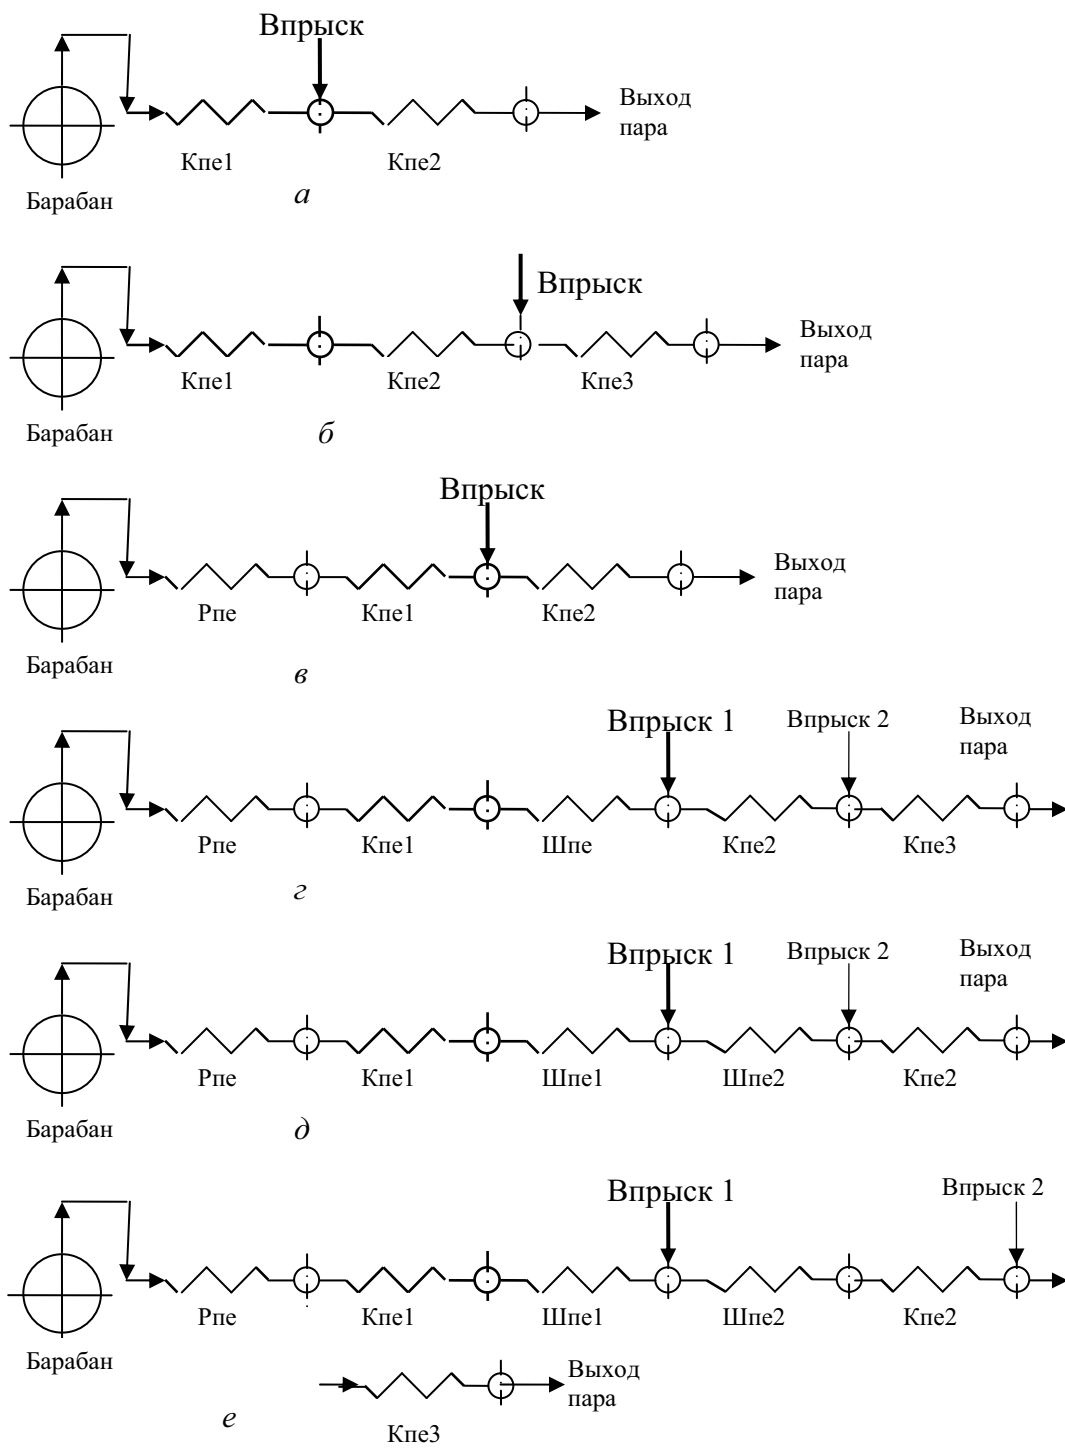 Впрыск
Выход
пара
Кпе1
Кпе2
Барабан
а
Впрыск
Выход
пара
Кпе1
Кпе2
Кпе3
Барабан
б
Впрыск
Выход
пара
Рпе
Кпе1
Кпе2
Барабан
в
Впрыск 1
Впрыск 2
Выход
пара
Рпе
Кпе1
Шпе
Кпе2
Кпе3
Барабан
г
Впрыск 1
Впрыск 2
Выход
пара
Рпе
Кпе1
Шпе1
Шпе2
Кпе2
Барабан
д
Впрыск 1
Впрыск 2
Рпе
Кпе1
Шпе1
Шпе2
Кпе2
Барабан
Выход
пара
е
Кпе3